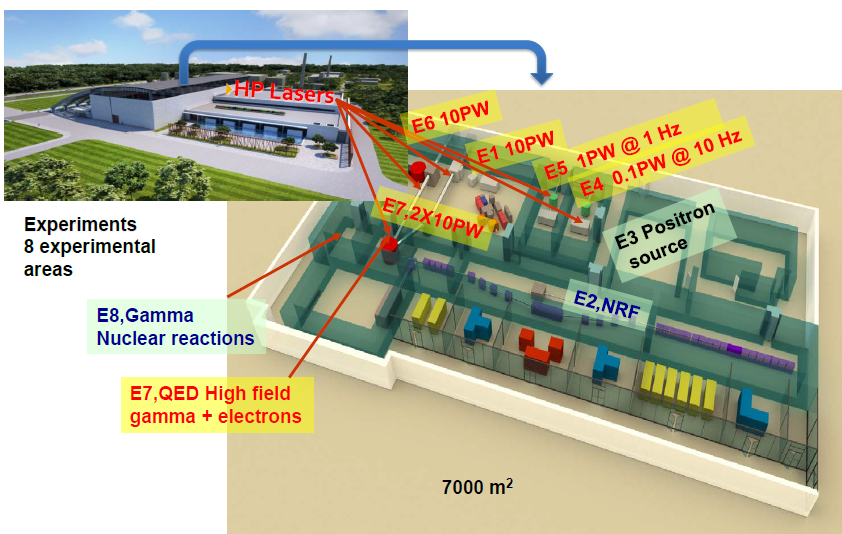 HP Lasers
E6 10PW
E1 10PW
E5 1PW @ 1 Hz
E4 0.1PW @ 10 Hz
E7,2X10PW
E3 Positron
source
Experiments
8 experimental
areas
E2,NRF
E8,Gamma
Nuclear reactions
E7,QED High field
gamma + electrons
7000 m²